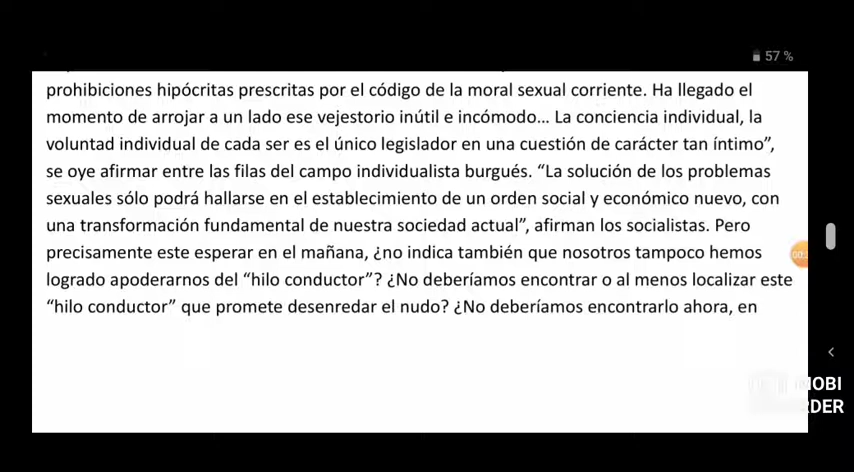 57 %
prohibiciones hipócritas prescritas por el código de la moral sexual corriente. Ha llegado el
momento de arrojar a un lado ese vejestorio inútil e incómodo... La conciencia individual, la
voluntad individual de cada ser es el único legislador en una cuestión de carácter tan íntimo”,
se oye afirmar entre las filas del campo individualista burgués. “La solución de los problemas
sexuales sólo podrá hallarse en el establecimiento de un orden social y económico nuevo, con
una transformación fundamental de nuestra sociedad actual”, afirman los socialistas. Pero
precisamente este esperar en el mañana, ¿no indica también que nosotros tampoco hemos
logrado apoderarnos del “hilo conductor”? ¿No deberíamos encontrar o al menos localizar este
“hilo conductor” que promete desenredar el nudo? ¿No deberíamos encontrarlo ahora, en